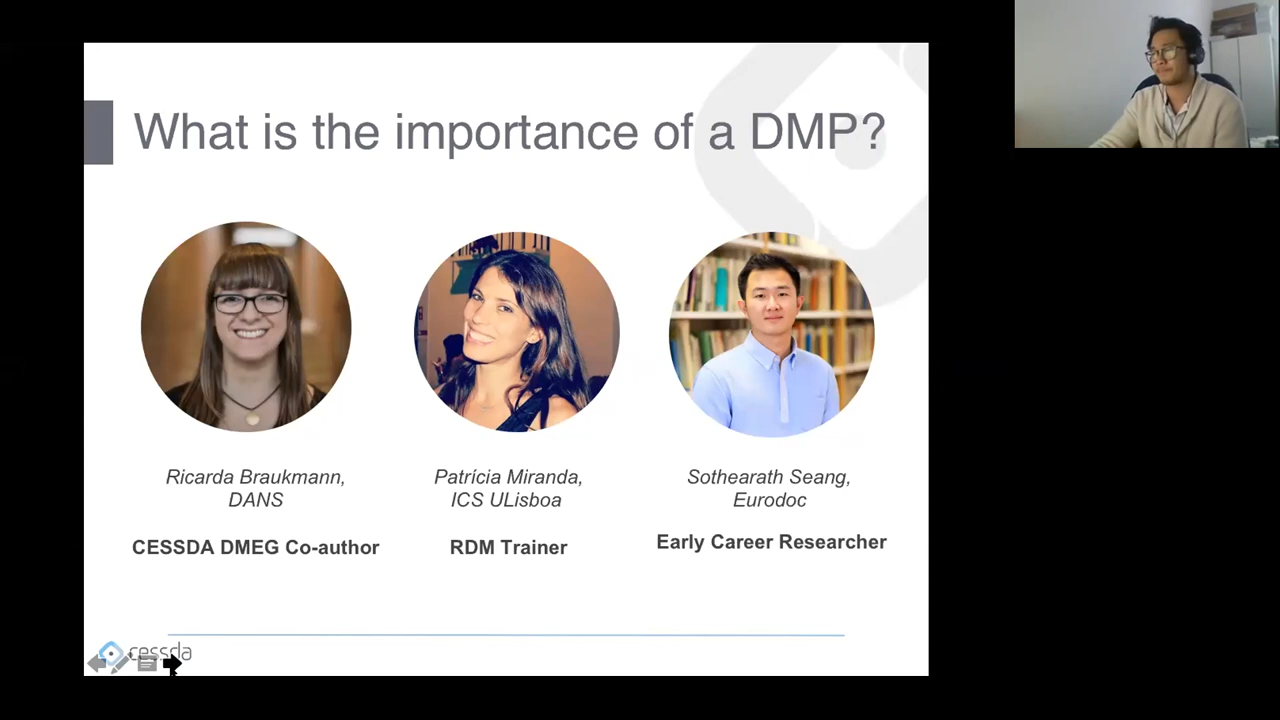 What is the importance of a DMP?
Ricarda Braukmann,
DANS
CESSDA DMEG Co-author
Patrícia Miranda,
ICS ULisboa
RDM Trainer
Sothearath Seang,
Eurodoc
Early Career Researcher
cessda